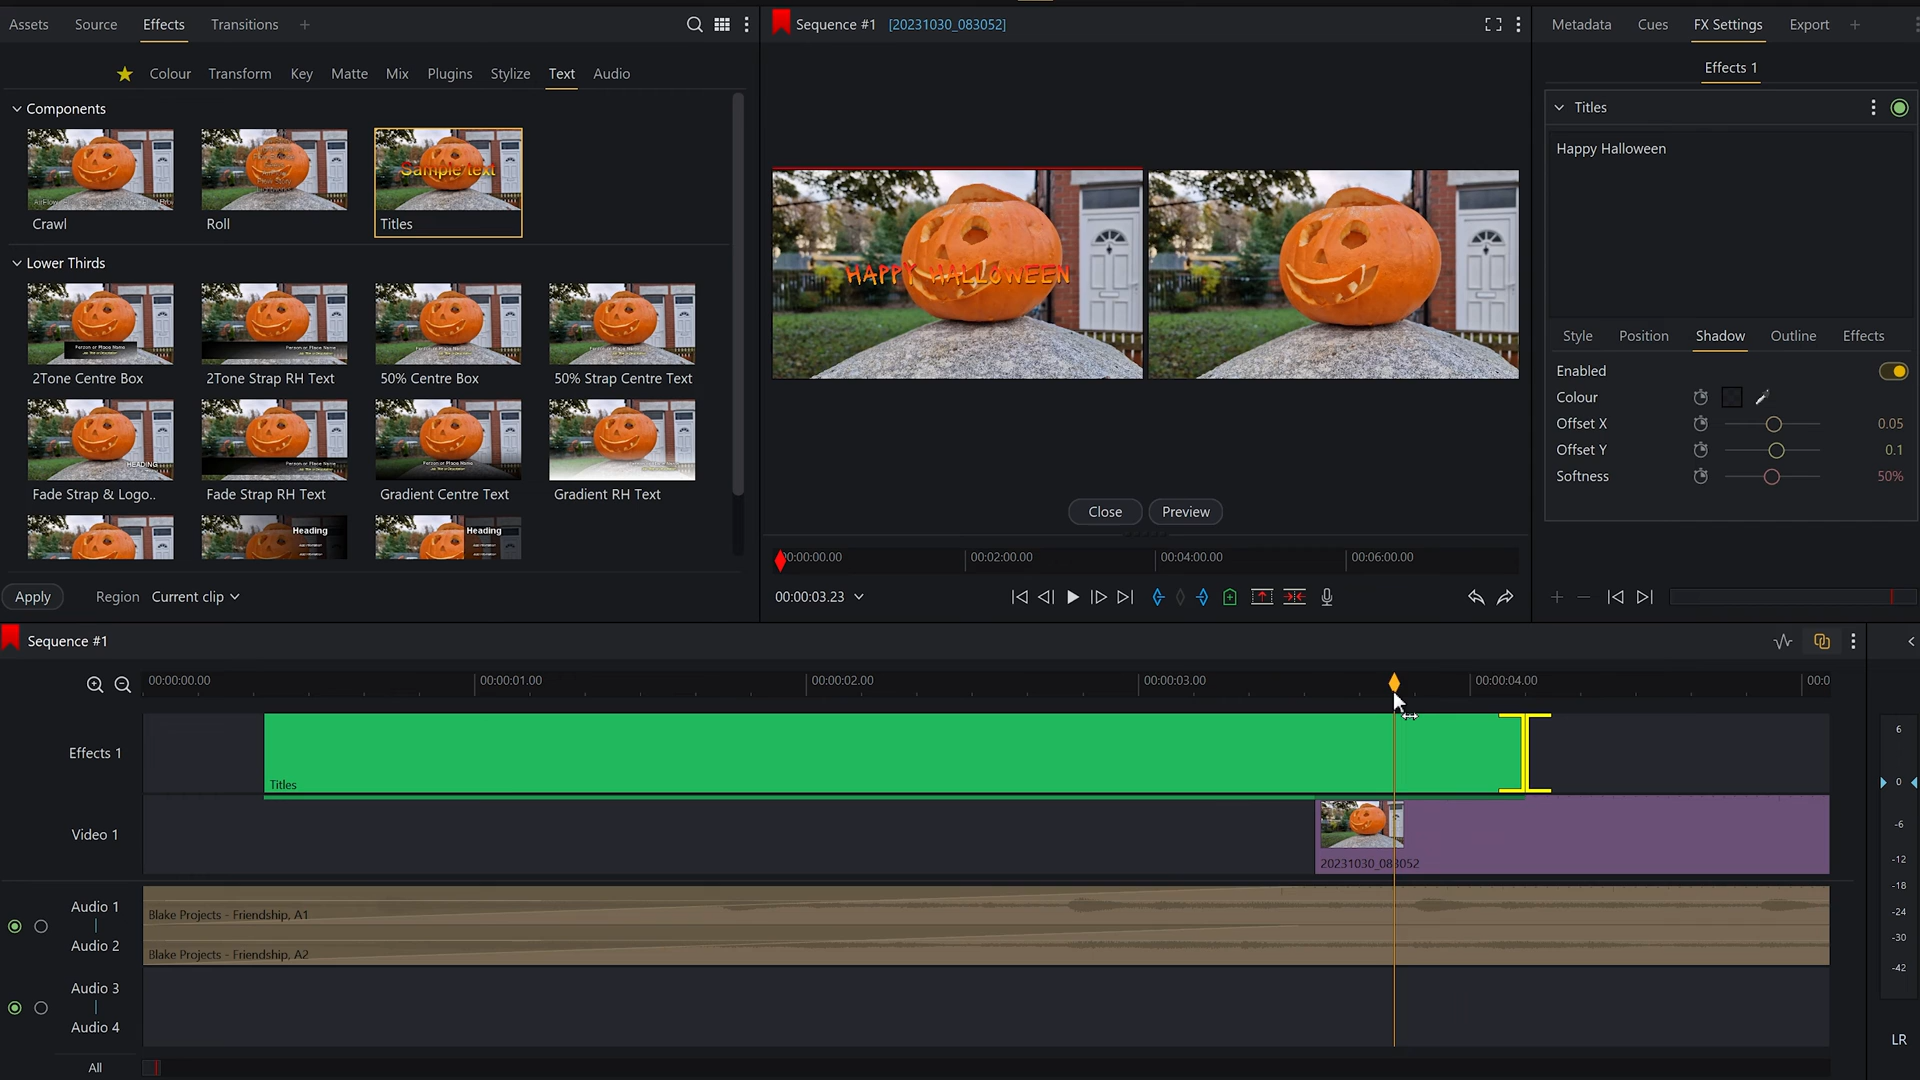 Assets Source Effects Transitions +
Colour Transform Key Matte Mix Plugins Stylize Text Audio
Components
Sample text
Crawl Roll Titles
Lower Thirds
2Tone Centre Box 2Tone Strap RH Text 50% Centre Box 50% Strap Centre Text
HEADING
Fade Strap & Logo.. Fade Strap RH Text Gradient Centre Text Gradient RH Text
Heading Heading
Apply Region Current clip
Sequence #1 [20231030_083052]
HAPPY HALLOWEEN
Close Preview
00:00:00.00 00:02:00.00 00:04:00.00 00:06:00.00
00:00:03.23
Metadata Cues FX Settings Export +
Effects 1
Titles
Happy Halloween
Style Position Shadow Outline Effects
Enabled
Colour
Offset X 0.05
Offset Y 0.1
Softness 50%
Sequence #1
00:00:00.00 00:00:01.00 00:00:02.00 00:00:03.00 00:00:04.00 00:0
Effects 1
Titles
Video 1
20231030_083052
Audio 1
Blake Projects - Friendship, A1
Audio 2
Blake Projects - Friendship, A2
Audio 3
Audio 4
All
6
0
-6
-12
-18
-24
-30
-42
LR